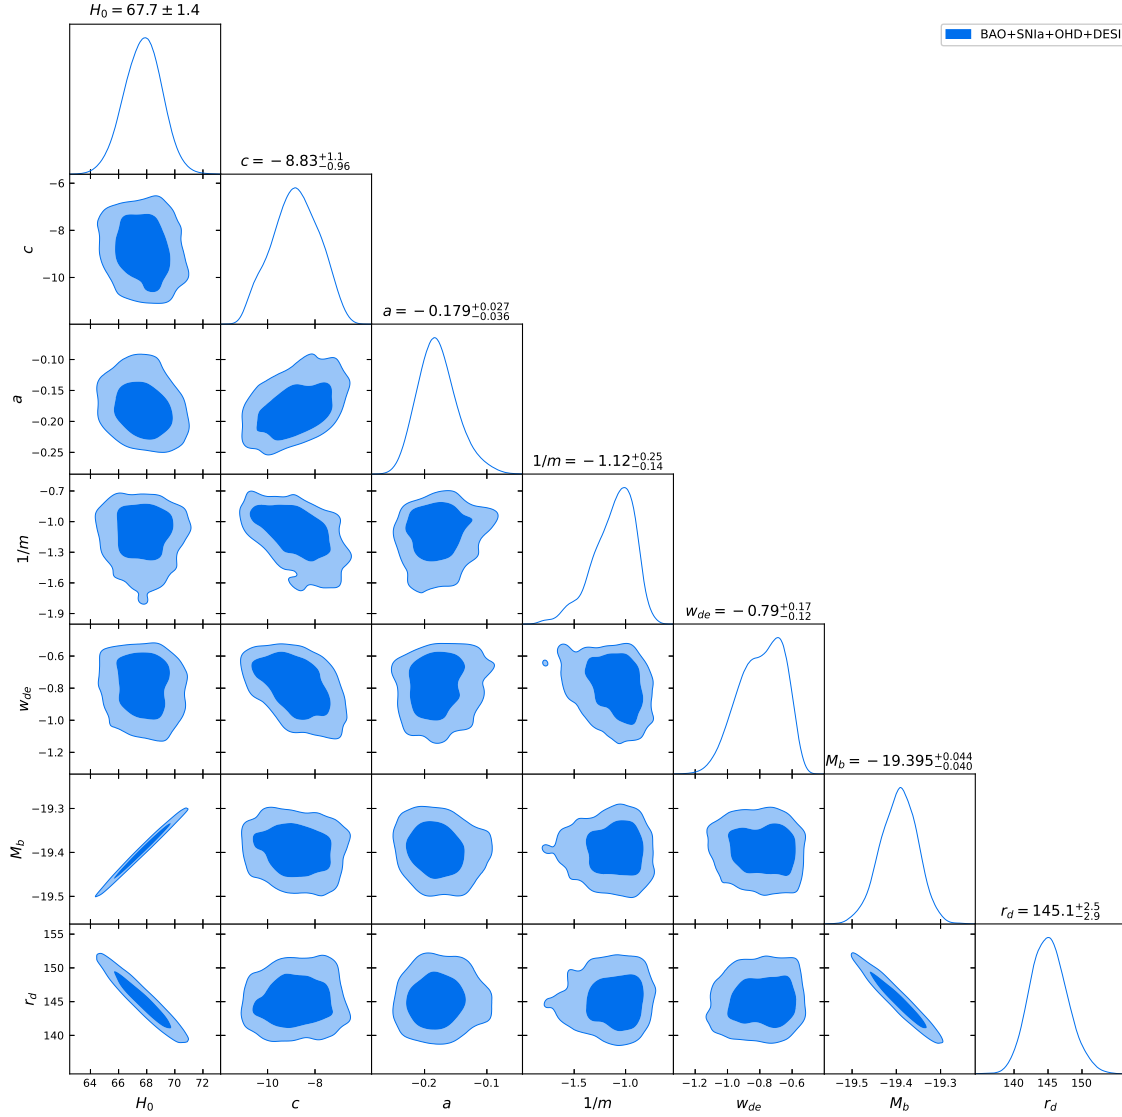 H₀ = 67.7 ± 1.4
BAO+SNIa+OHD+DESI
c = −8.83⁺¹·¹₋₀.₉₆
−6
−8
−10
c
a = −0.179⁺⁰·⁰²⁷₋₀.₀₃₆
−0.10
−0.15
−0.20
−0.25
a
1/m = −1.12⁺⁰·²⁵₋₀.₁₄
−0.7
−1.0
−1.3
−1.6
−1.9
1/m
w_de = −0.79⁺⁰·¹⁷₋₀.₁₂
−0.6
−0.8
−1.0
−1.2
w_de
M_b = −19.395⁺⁰·⁰⁴⁴₋₀.₀₄₀
−19.3
−19.4
−19.5
M_b
r_d = 145.1⁺²·⁵₋₂.₉
155
150
145
140
r_d
64 66 68 70 72 −10 −8 −0.2 −0.1 −1.5 −1.0 −1.2 −1.0 −0.8 −0.6 −19.5 −19.4 −19.3 140 145 150
H₀ c a 1/m w_de M_b r_d